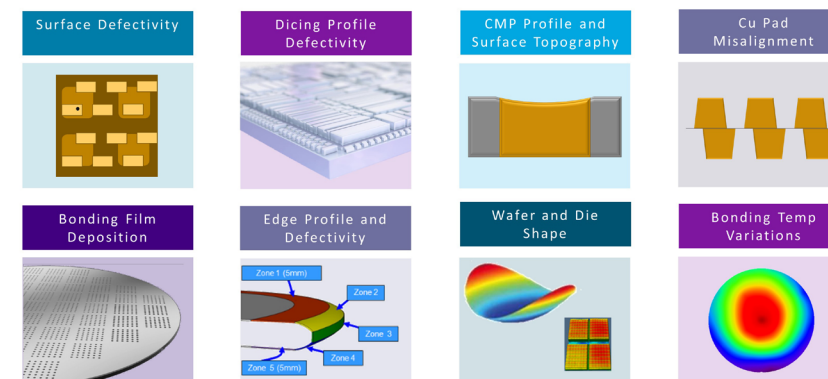 Surface Defectivity
Dicing Profile
Defectivity
CMP Profile and
Surface Topography
Cu Pad
Misalignment
Bonding Film
Deposition
Edge Profile and
Defectivity
Zone 1 (5mm)
Zone 2
Zone 3
Zone 4
Zone 5 (5mm)
Wafer and Die
Shape
Bonding Temp
Variations